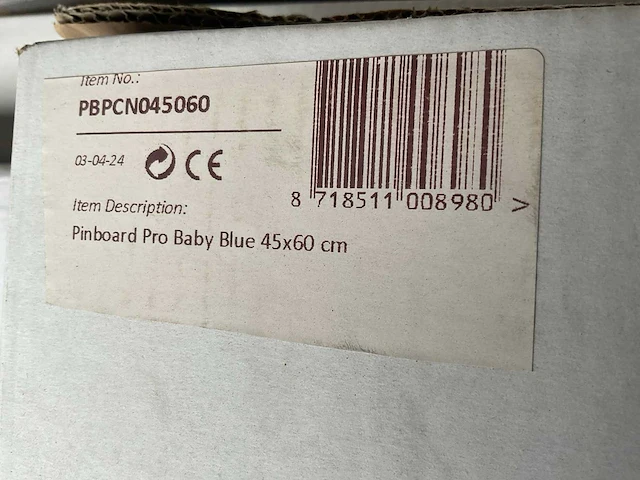 Item No.:
PBPCN045060
03-04-24 CE
Item Description:
Pinboard Pro Baby Blue 45x60 cm
8 718511 008980 >